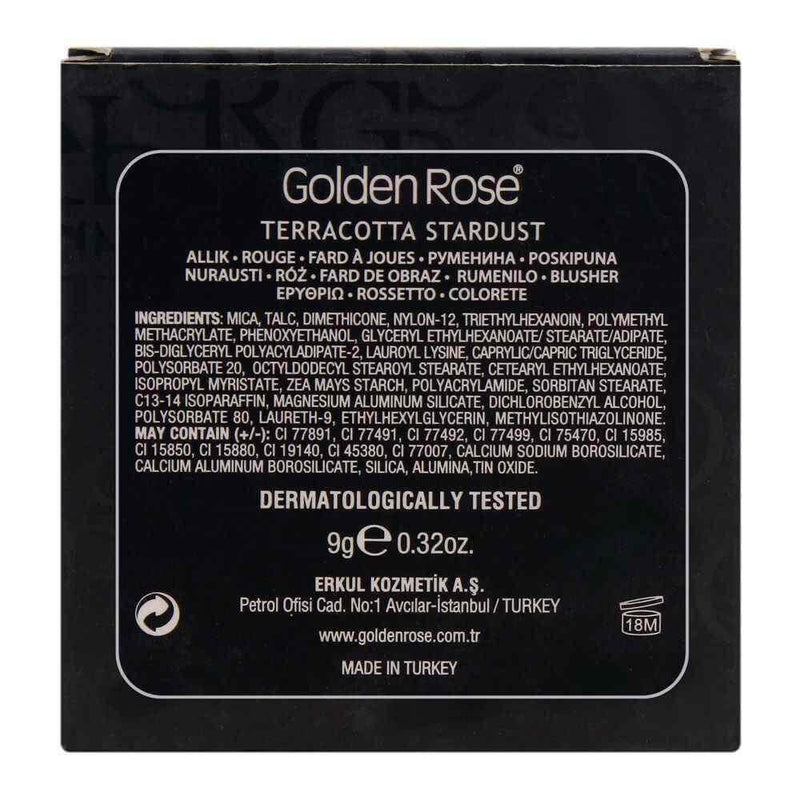 Golden Rose®
TERRACOTTA STARDUST
ALLIK • ROUGE • FARD À JOUES • РУМЕНИНА • POSKIPUNA
NURAUSTI • RÓŻ • FARD DE OBRAZ • RUMENILO • BLUSHER
ΕΡΥΘΡΙΩ • ROSSETTO • COLORETE
INGREDIENTS: MICA, TALC, DIMETHICONE, NYLON-12, TRIETHYLHEXANOIN, POLYMETHYL
METHACRYLATE, PHENOXYETHANOL, GLYCERYL ETHYLHEXANOATE/ STEARATE/ADIPATE,
BIS-DIGLYCERYL POLYACYLADIPATE-2, LAUROYL LYSINE, CAPRYLIC/CAPRIC TRIGLYCERIDE,
POLYSORBATE 20, OCTYLDODECYL STEAROYL STEARATE, CETEARYL ETHYLHEXANOATE,
ISOPROPYL MYRISTATE, ZEA MAYS STARCH, POLYACRYLAMIDE, SORBITAN STEARATE,
C13-14 ISOPARAFFIN, MAGNESIUM ALUMINUM SILICATE, DICHLOROBENZYL ALCOHOL,
POLYSORBATE 80, LAURETH-9, ETHYLHEXYLGLYCERIN, METHYLISOTHIAZOLINONE.
MAY CONTAIN (+/-): CI 77891, CI 77491, CI 77492, CI 77499, CI 75470, CI 15985,
CI 15850, CI 15880, CI 19140, CI 45380, CI 77007, CALCIUM SODIUM BOROSILICATE,
CALCIUM ALUMINUM BOROSILICATE, SILICA, ALUMINA,TIN OXIDE.
DERMATOLOGICALLY TESTED
9g ℮ 0.32oz.
ERKUL KOZMETİK A.Ş.
Petrol Ofisi Cad. No:1 Avcılar-İstanbul / TURKEY
www.goldenrose.com.tr
18M
MADE IN TURKEY